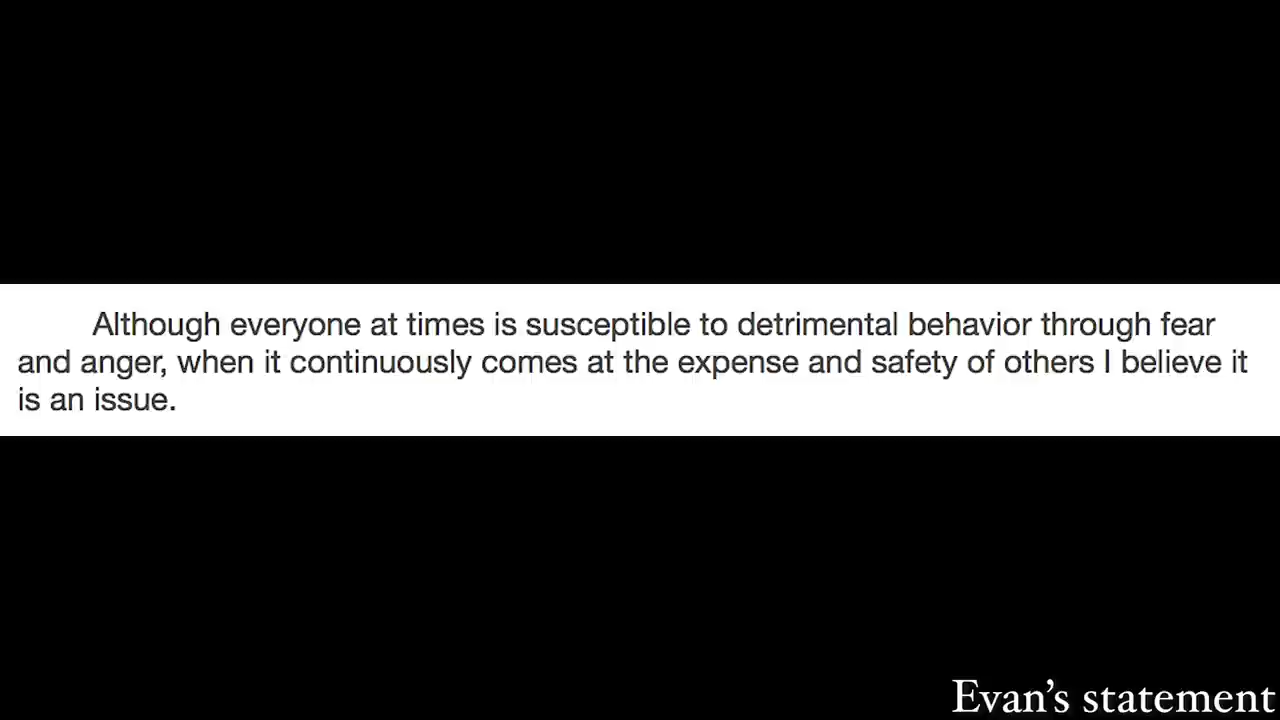 Although everyone at times is susceptible to detrimental behavior through fear
and anger, when it continuously comes at the expense and safety of others I believe it
is an issue.
Evan’s statement